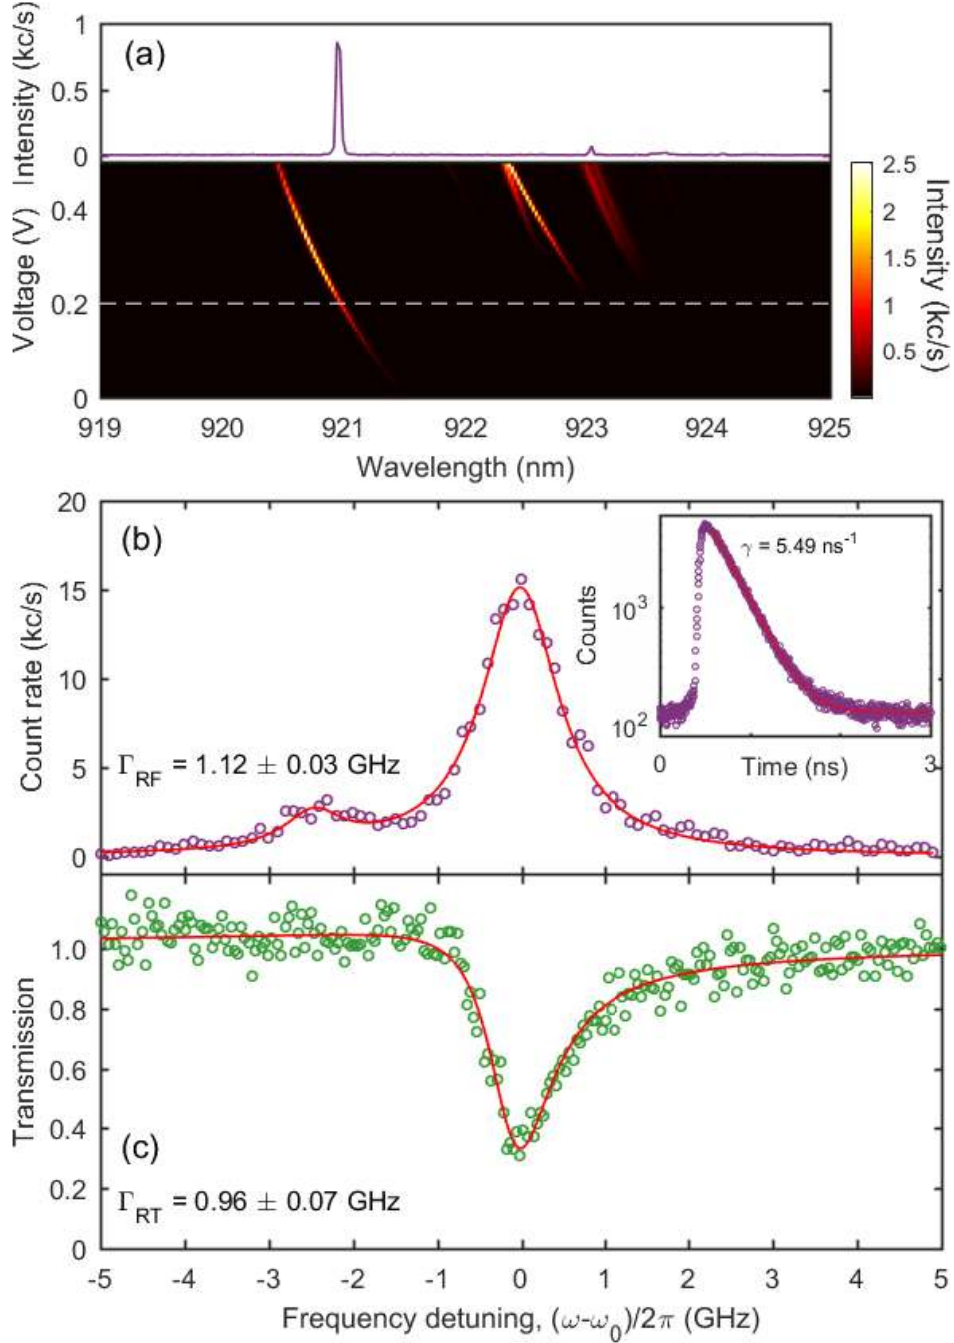 (a)
Intensity (kc/s)
1
0.5
0
Voltage (V)
0.4
0.2
0
919 920 921 922 923 924 925
Wavelength (nm)
2.5
2
1.5
1
0.5
Intensity (kc/s)
(b)
Count rate (kc/s)
20
15
10
5
0
Γ_RF = 1.12 ± 0.03 GHz
γ = 5.49 ns⁻¹
Counts
10³
10²
0 3
Time (ns)
(c)
Transmission
1.0
0.8
0.6
0.4
0.2
0
Γ_RT = 0.96 ± 0.07 GHz
-5 -4 -3 -2 -1 0 1 2 3 4 5
Frequency detuning, (ω-ω₀)/2π (GHz)